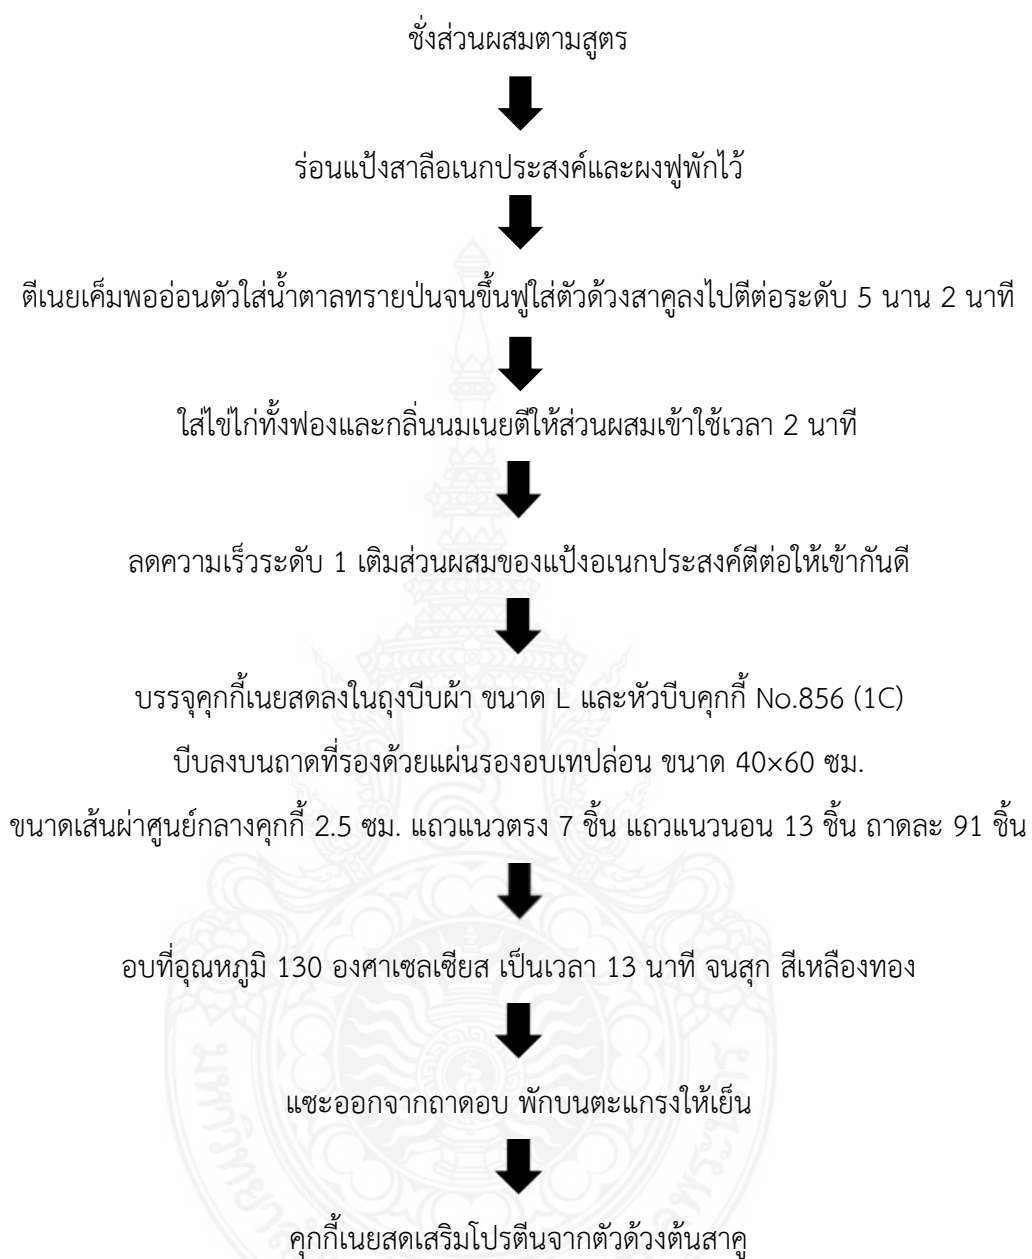 ชั่งส่วนผสมตามสูตร
ร่อนแป้งสาลีอเนกประสงค์และผงฟูพักไว้
ตีเนยเค็มพออ่อนตัวใส่น้ำตาลทรายป่นจนขึ้นฟูใส่ตัวด้วงสาคูลงไปตีต่อระดับ 5 นาน 2 นาที
ใส่ไข่ไก่ทั้งฟองและกลิ่นนมเนยตีให้ส่วนผสมเข้าใช้เวลา 2 นาที
ลดความเร็วระดับ 1 เติมส่วนผสมของแป้งอเนกประสงค์ตีต่อให้เข้ากันดี
บรรจุคุกกี้เนยสดลงในถุงบีบผ้า ขนาด L และหัวบีบคุกกี้ No.856 (1C)
บีบลงบนถาดที่รองด้วยแผ่นรองอบเทปล่อน ขนาด 40×60 ซม.
ขนาดเส้นผ่าศูนย์กลางคุกกี้ 2.5 ซม. แถวแนวตรง 7 ชิ้น แถวแนวนอน 13 ชิ้น ถาดละ 91 ชิ้น
อบที่อุณหภูมิ 130 องศาเซลเซียส เป็นเวลา 13 นาที จนสุก สีเหลืองทอง
แซะออกจากถาดอบ พักบนตะแกรงให้เย็น
คุกกี้เนยสดเสริมโปรตีนจากตัวด้วงต้นสาคู